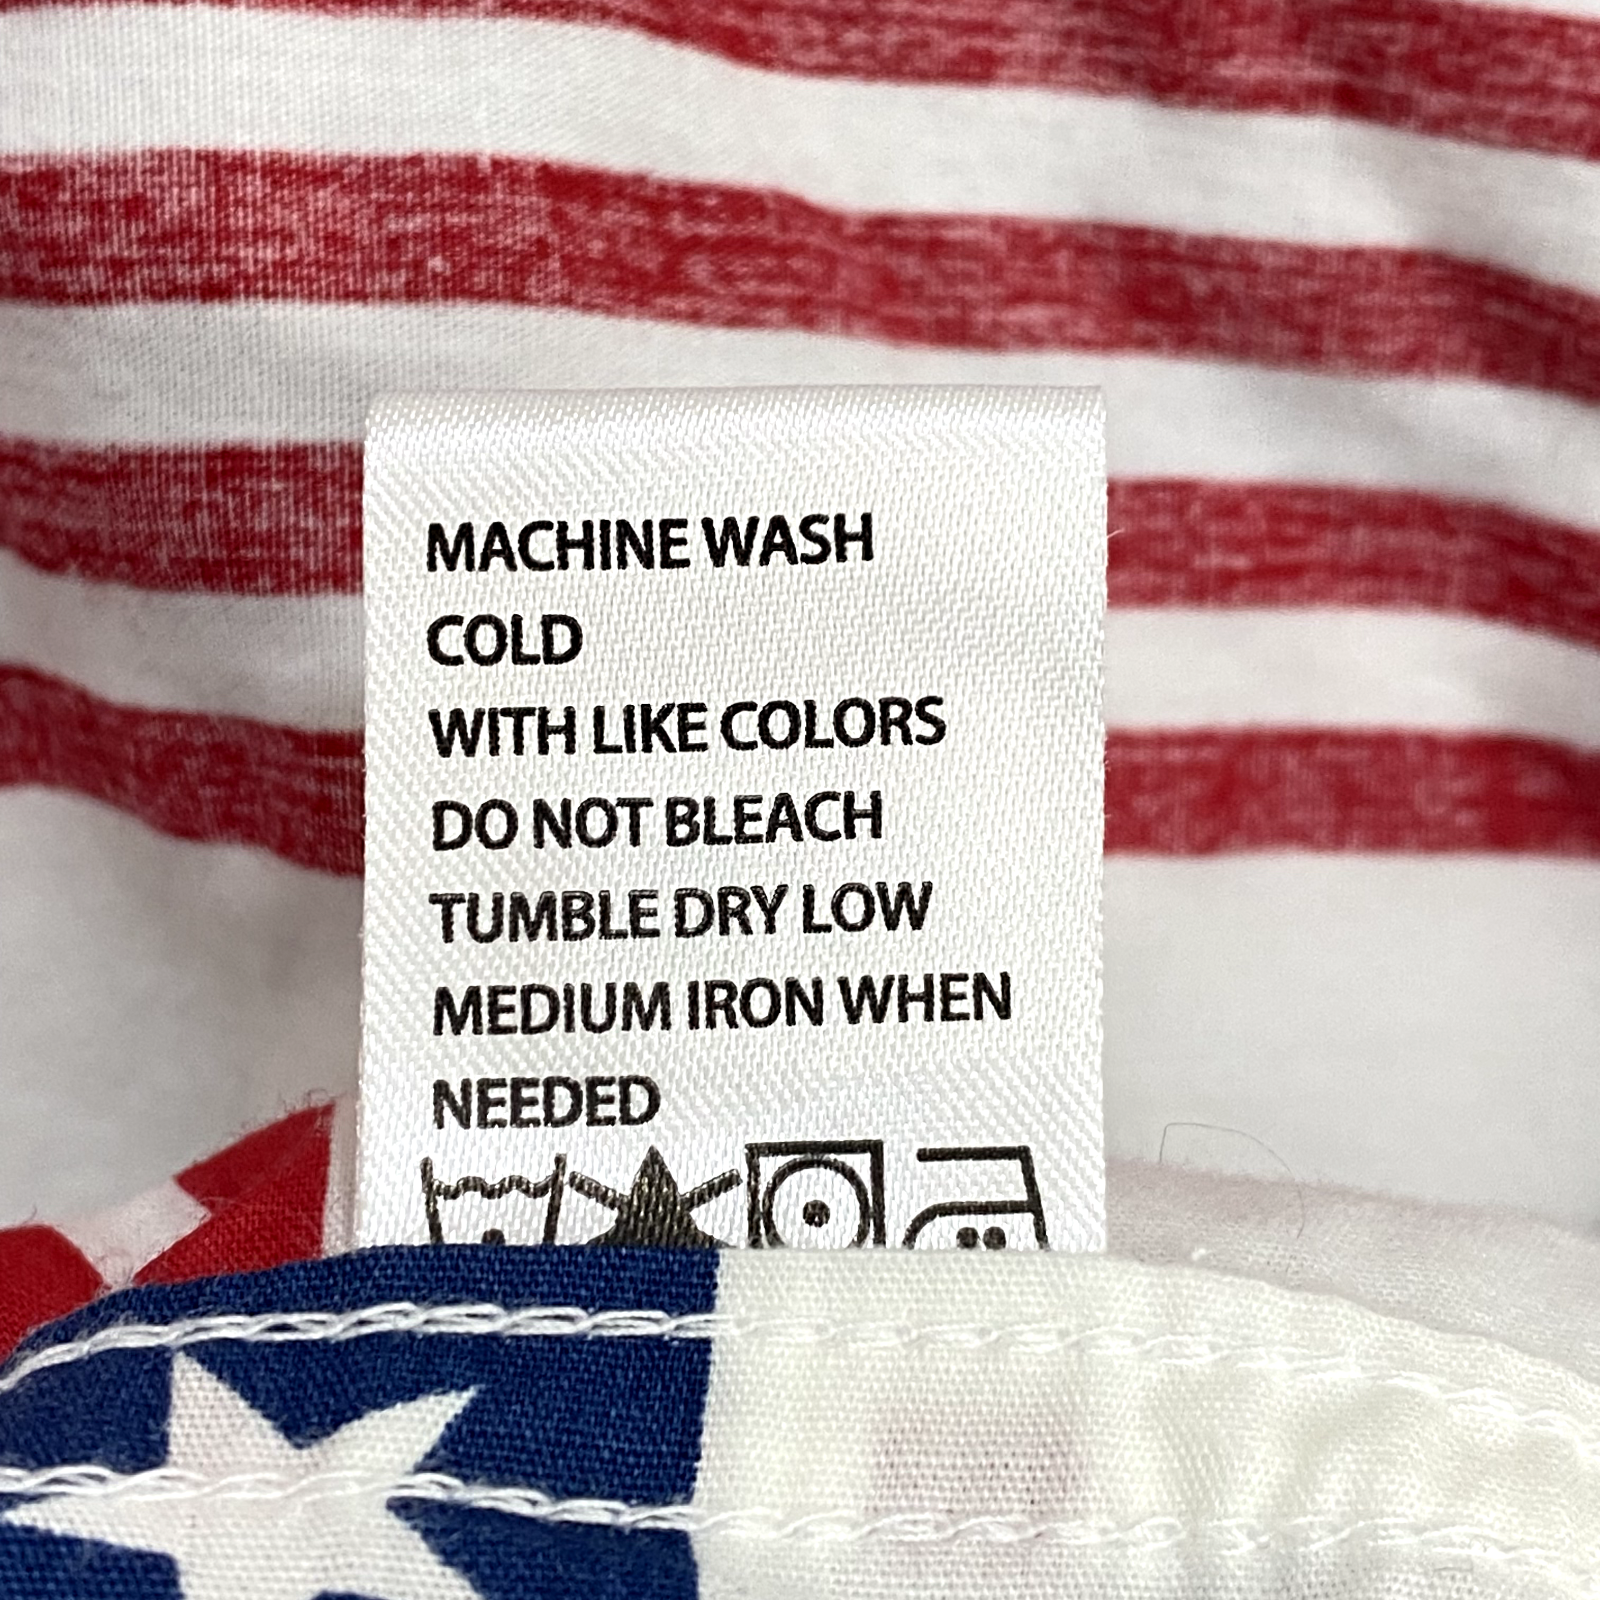 MACHINE WASH
COLD
WITH LIKE COLORS
DO NOT BLEACH
TUMBLE DRY LOW
MEDIUM IRON WHEN
NEEDED